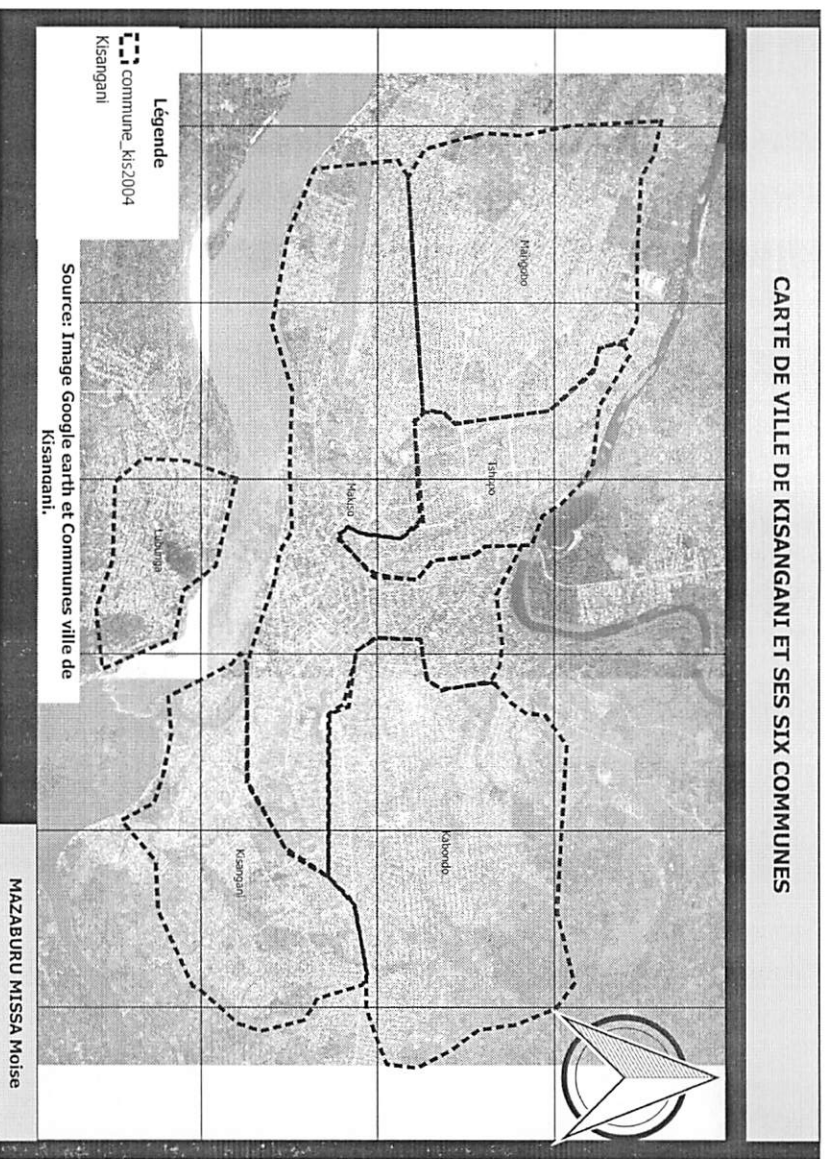 CARTE DE VILLE DE KISANGANI ET SES SIX COMMUNES
Mangobo
Tshopo
Makiso
Kabondo
Lubunga
Kisangani
Légende
commune_kis2004
Kisangani
Source: Image Google earth et Communes ville de
Kisangani.
MAZABURU MISSA Moise